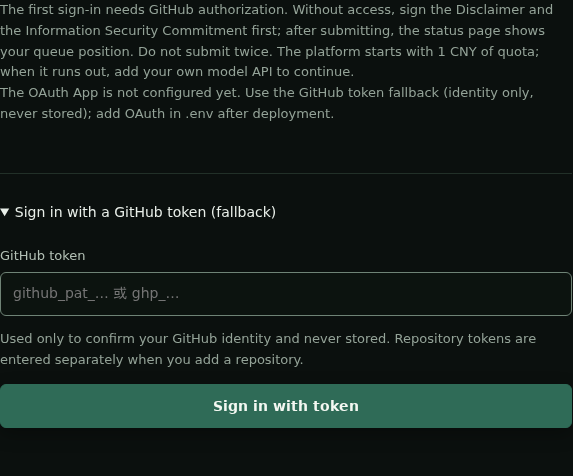 The first sign-in needs GitHub authorization. Without access, sign the Disclaimer and
the Information Security Commitment first; after submitting, the status page shows
your queue position. Do not submit twice. The platform starts with 1 CNY of quota;
when it runs out, add your own model API to continue.
The OAuth App is not configured yet. Use the GitHub token fallback (identity only,
never stored); add OAuth in .env after deployment.
▼ Sign in with a GitHub token (fallback)
GitHub token
github_pat_… 或 ghp_…
Used only to confirm your GitHub identity and never stored. Repository tokens are
entered separately when you add a repository.
Sign in with token